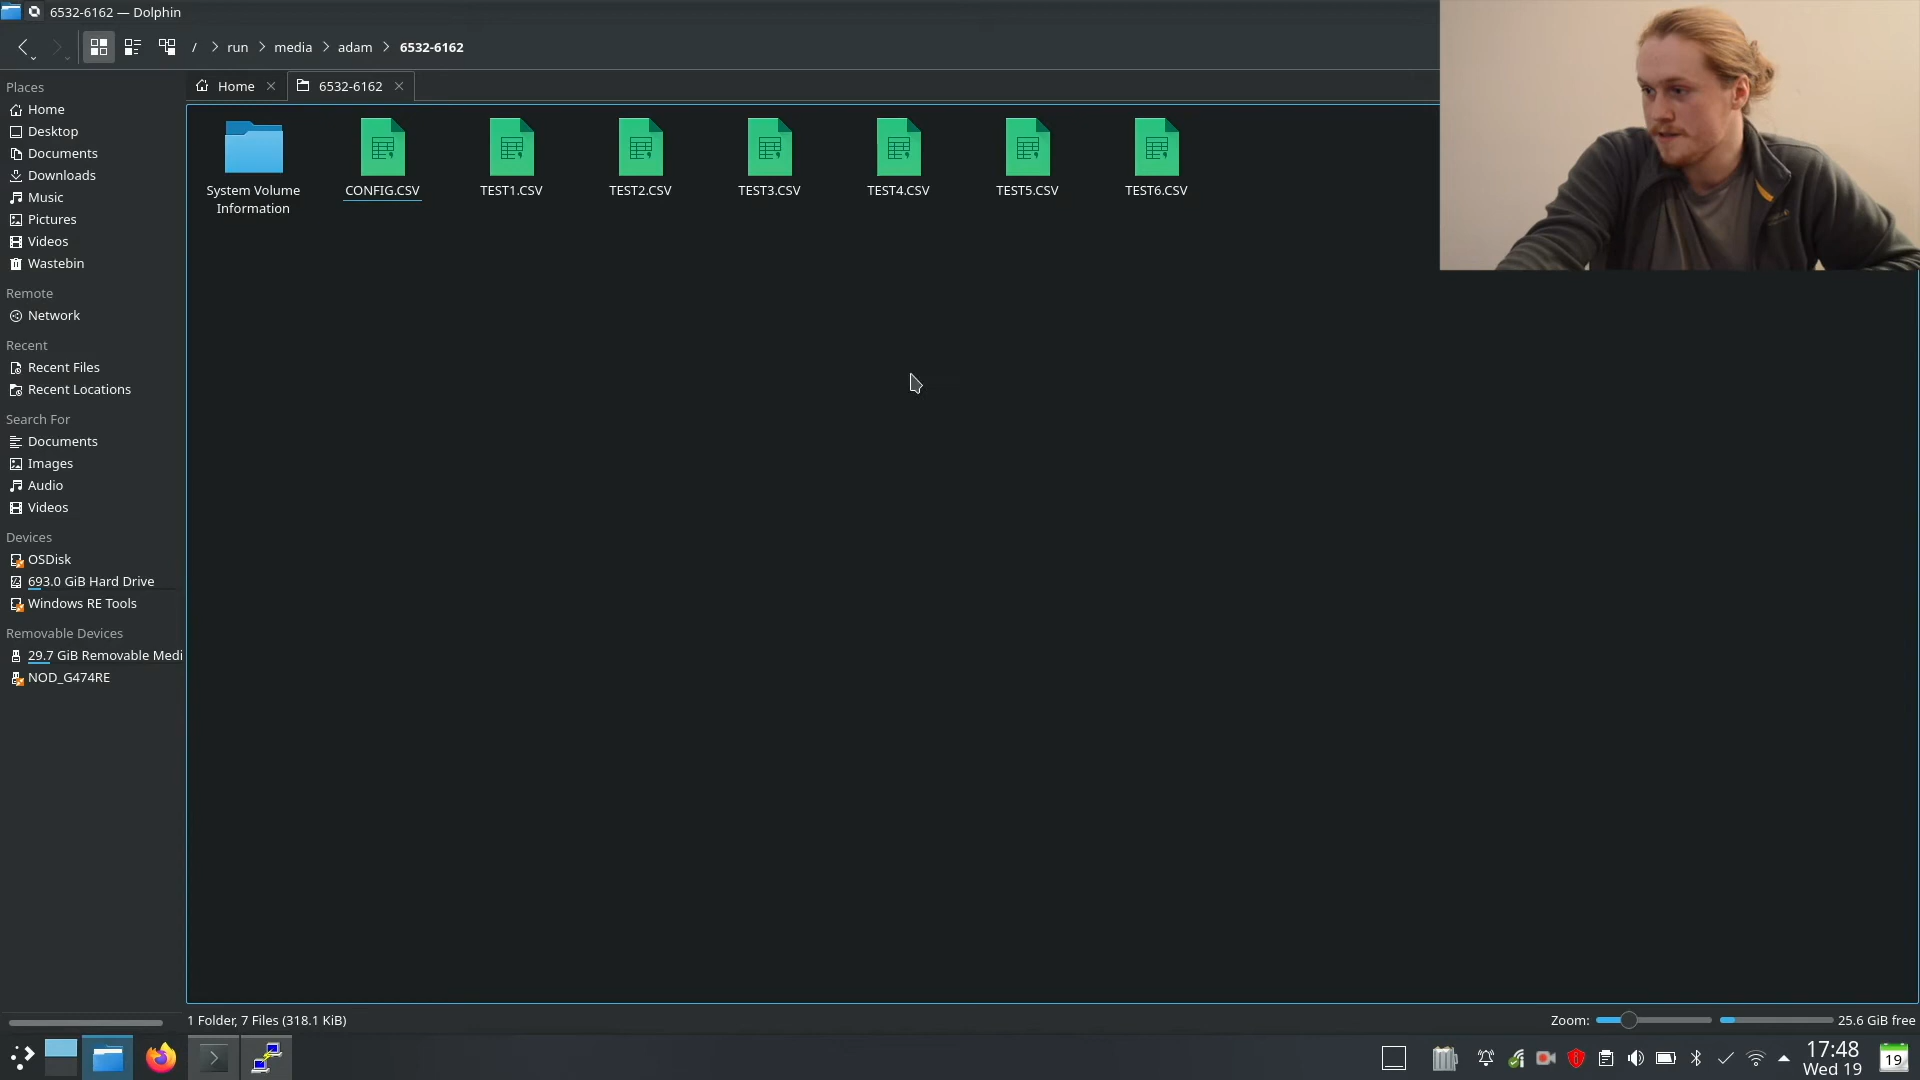 6532-6162 — Dolphin
/ > run > media > adam > 6532-6162
Places
Home
Desktop
Documents
Downloads
Music
Pictures
Videos
Wastebin
Remote
Network
Recent
Recent Files
Recent Locations
Search For
Documents
Images
Audio
Videos
Devices
OSDisk
693.0 GiB Hard Drive
Windows RE Tools
Removable Devices
29.7 GiB Removable Medi
NOD_G474RE
Home
6532-6162
System Volume
Information
CONFIG.CSV
TEST1.CSV
TEST2.CSV
TEST3.CSV
TEST4.CSV
TEST5.CSV
TEST6.CSV
1 Folder, 7 Files (318.1 KiB)
Zoom:
25.6 GiB free
17:48
Wed 19
19